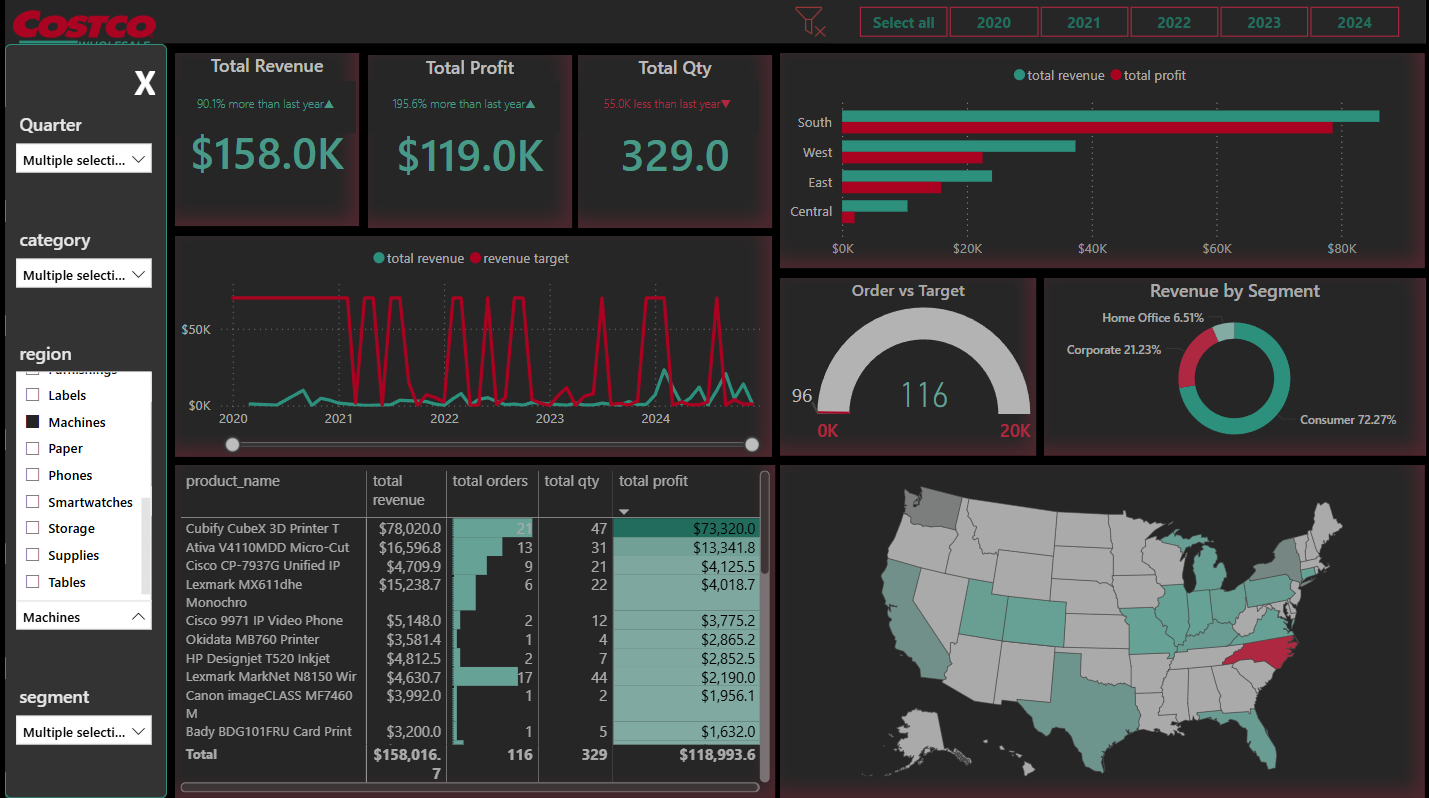 COSTCO
WHOLESALE
Select all
2020
2021
2022
2023
2024
X
Quarter
Multiple selecti...
category
Multiple selecti...
region
Furnishings
Labels
Machines
Paper
Phones
Smartwatches
Storage
Supplies
Tables
Machines
segment
Multiple selecti...
Total Revenue
90.1% more than last year▲
$158.0K
Total Profit
195.6% more than last year▲
$119.0K
Total Qty
55.0K less than last year▼
329.0
total revenue total profit
South
West
East
Central
$0K $20K $40K $60K $80K
total revenue revenue target
$50K
$0K
2020 2021 2022 2023 2024
Order vs Target
96
116
0K 20K
Revenue by Segment
Home Office 6.51%
Corporate 21.23%
Consumer 72.27%
product_name total revenue total orders total qty total profit
Cubify CubeX 3D Printer T $78,020.0 21 47 $73,320.0
Ativa V4110MDD Micro-Cut $16,596.8 13 31 $13,341.8
Cisco CP-7937G Unified IP $4,709.9 9 21 $4,125.5
Lexmark MX611dhe $15,238.7 6 22 $4,018.7
Monochro
Cisco 9971 IP Video Phone $5,148.0 2 12 $3,775.2
Okidata MB760 Printer $3,581.4 1 4 $2,865.2
HP Designjet T520 Inkjet $4,812.5 2 7 $2,852.5
Lexmark MarkNet N8150 Wir $4,630.7 17 44 $2,190.0
Canon imageCLASS MF7460 $3,992.0 1 2 $1,956.1
M
Bady BDG101FRU Card Print $3,200.0 1 5 $1,632.0
Total $158,016. 116 329 $118,993.6
7